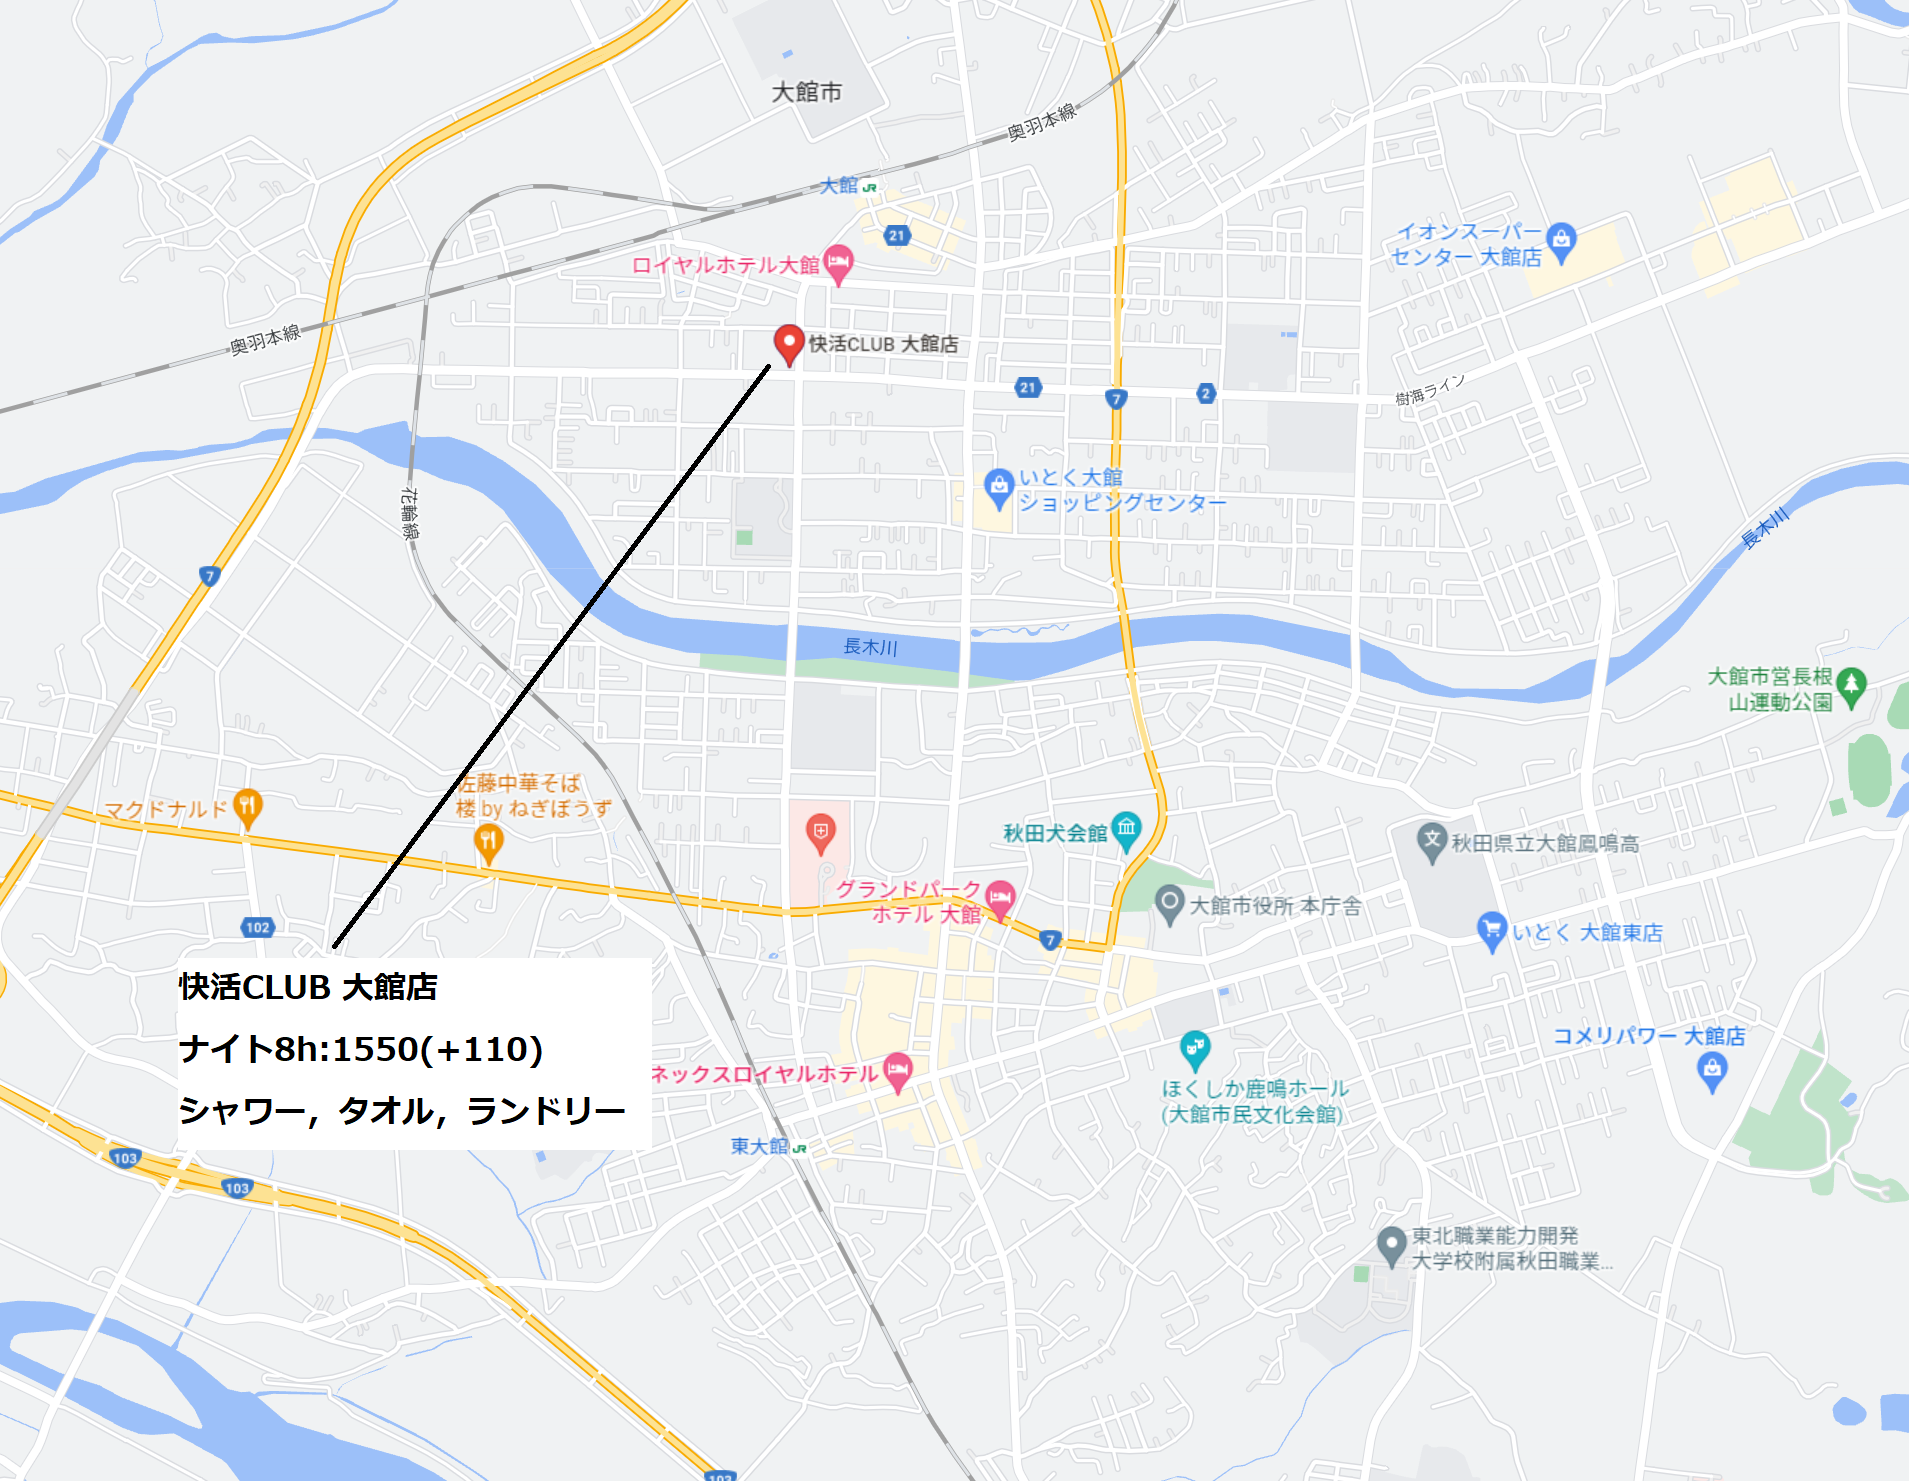 大館市
奥羽本線
大館
21
ロイヤルホテル大館
イオンスーパー
センター 大館店
奥羽本線
快活CLUB 大館店
21
7
2
樹海ライン
花輪線
いとく大館
ショッピングセンター
長木川
7
長木川
大館市営長根
山運動公園
マクドナルド
佐藤中華そば
楼 by ねぎぼうず
秋田犬会館
秋田県立大館鳳鳴高
グランドパーク
ホテル 大館
大館市役所 本庁舎
102
7
いとく 大館東店
快活CLUB 大館店
ナイト8h:1550(+110)
シャワー，タオル，ランドリー
コメリパワー 大館店
ネックスロイヤルホテル
ほくしか鹿鳴ホール
(大館市民文化会館)
東大館
103
103
東北職業能力開発
大学校附属秋田職業...
103